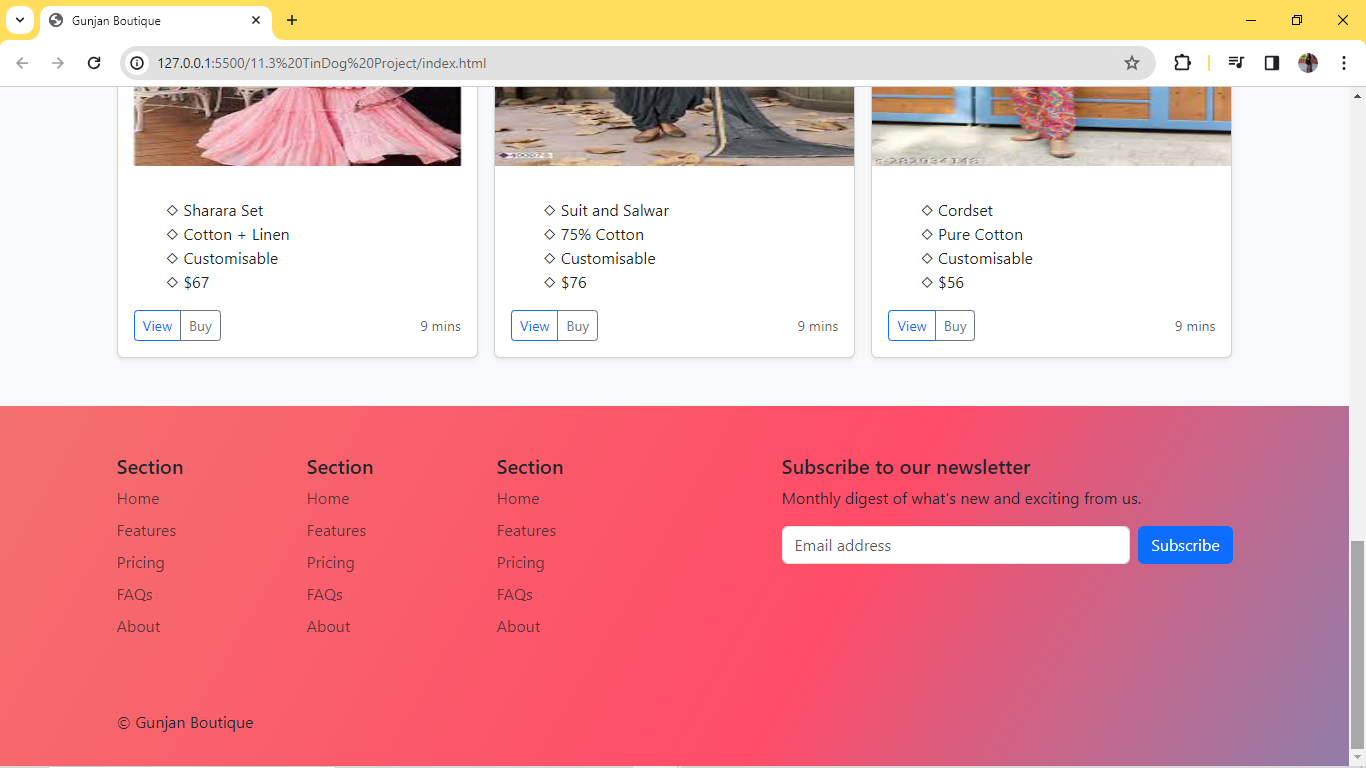 Gunjan Boutique
127.0.0.1:5500/11.3%20TinDog%20Project/index.html
Sharara Set
Cotton + Linen
Customisable
$67
View Buy 9 mins
Suit and Salwar
75% Cotton
Customisable
$76
View Buy 9 mins
Cordset
Pure Cotton
Customisable
$56
View Buy 9 mins
Section
Home
Features
Pricing
FAQs
About
Section
Home
Features
Pricing
FAQs
About
Section
Home
Features
Pricing
FAQs
About
Subscribe to our newsletter
Monthly digest of what's new and exciting from us.
Email address Subscribe
© Gunjan Boutique